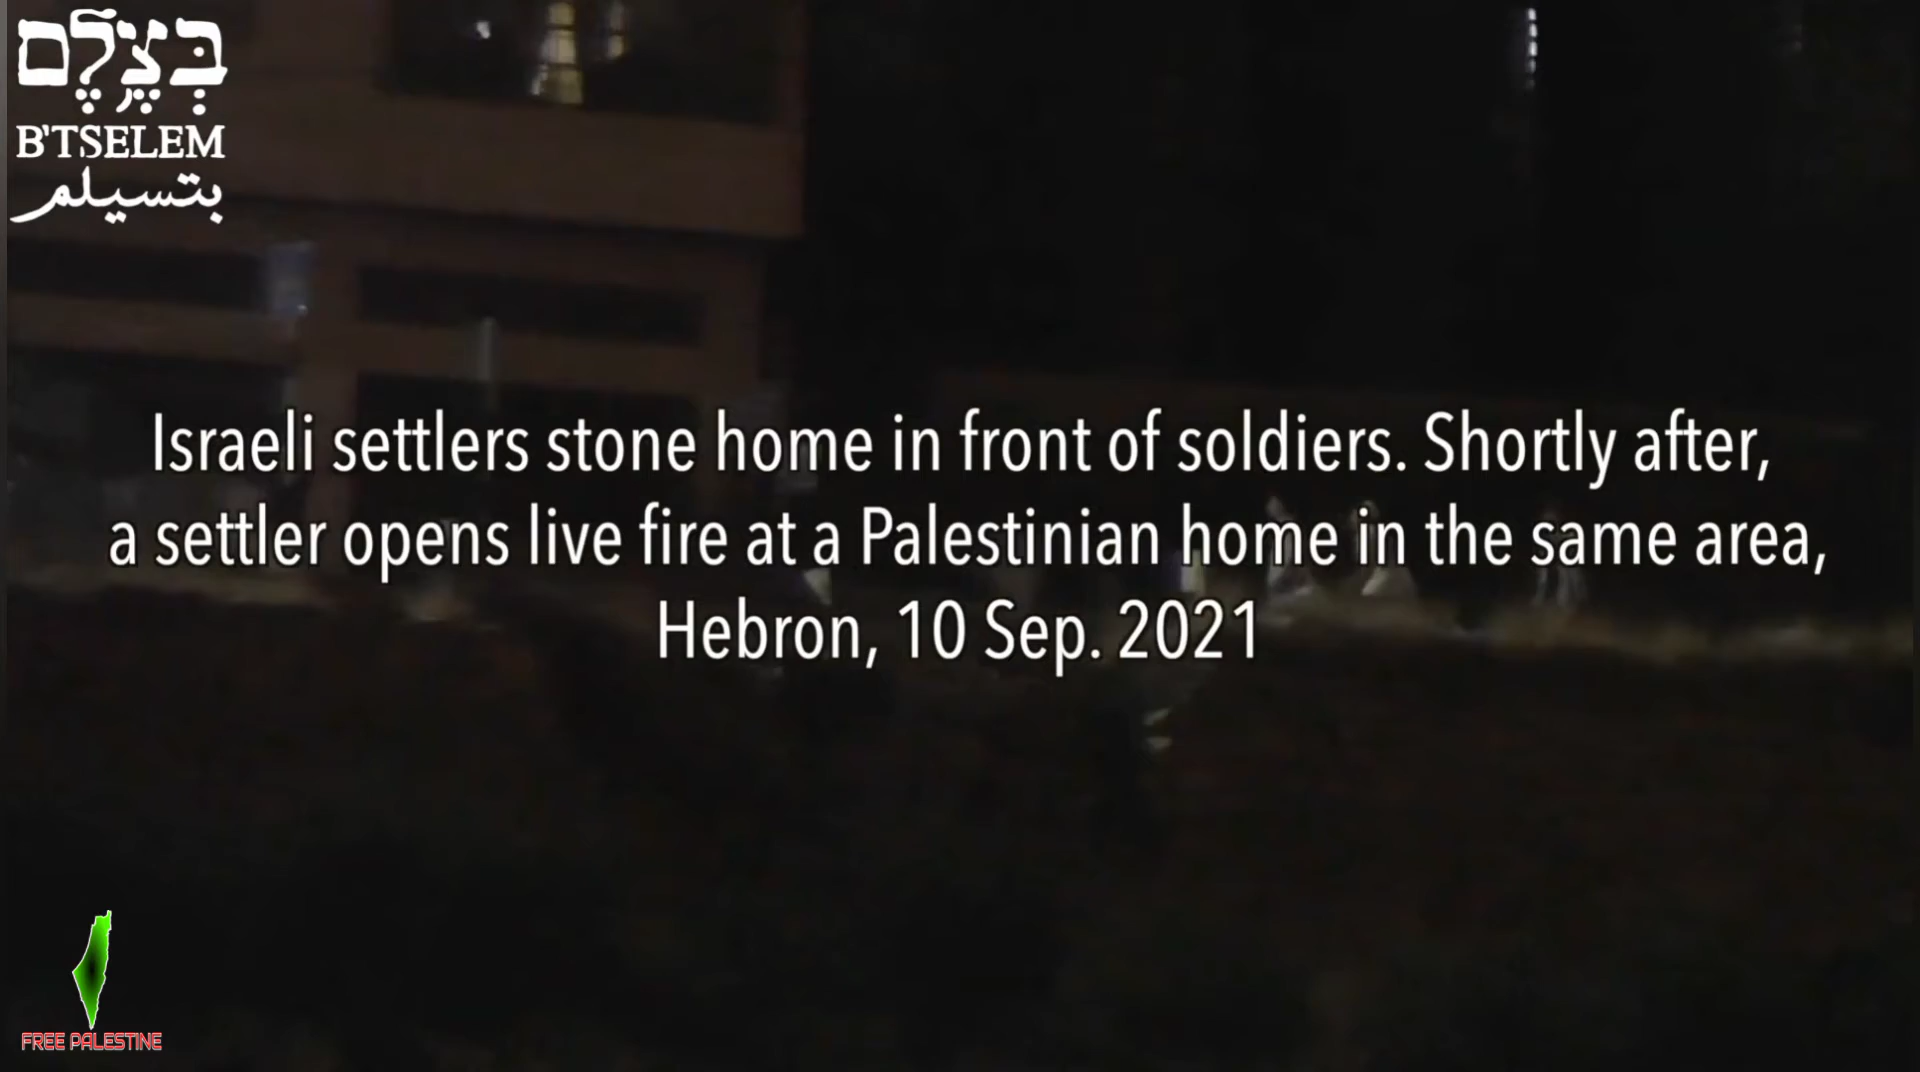 בְּצֶלֶם
B'TSELEM
بتسيلم
Israeli settlers stone home in front of soldiers. Shortly after,
a settler opens live fire at a Palestinian home in the same area,
Hebron, 10 Sep. 2021
FREE PALESTINE